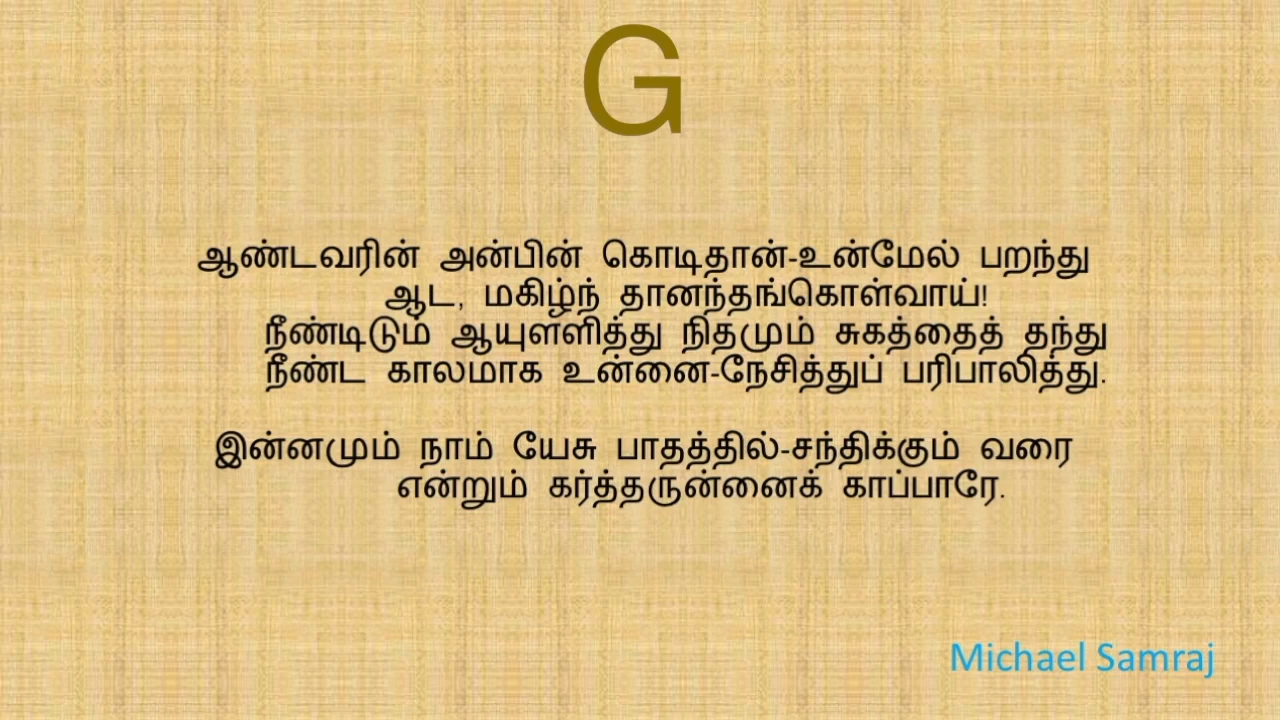 G
ஆண்டவரின் அன்பின் கொடிதான்-உன்மேல் பறந்து
ஆட, மகிழ்ந் தானந்தங்கொள்வாய்!
நீண்டிடும் ஆயுளளித்து நிதமும் சுகத்தைத் தந்து
நீண்ட காலமாக உன்னை-நேசித்துப் பரிபாலித்து.
இன்னமும் நாம் யேசு பாதத்தில்-சந்திக்கும் வரை
என்றும் கர்த்தருன்னைக் காப்பாரே.
Michael Samraj